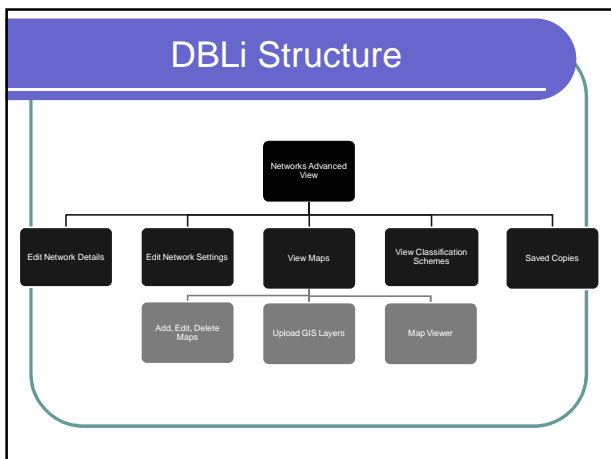 DBLi Structure
Networks Advanced
View
Edit Network Details
Edit Network Settings
View Maps
View Classification
Schemes
Saved Copies
Add, Edit, Delete
Maps
Upload GIS Layers
Map Viewer